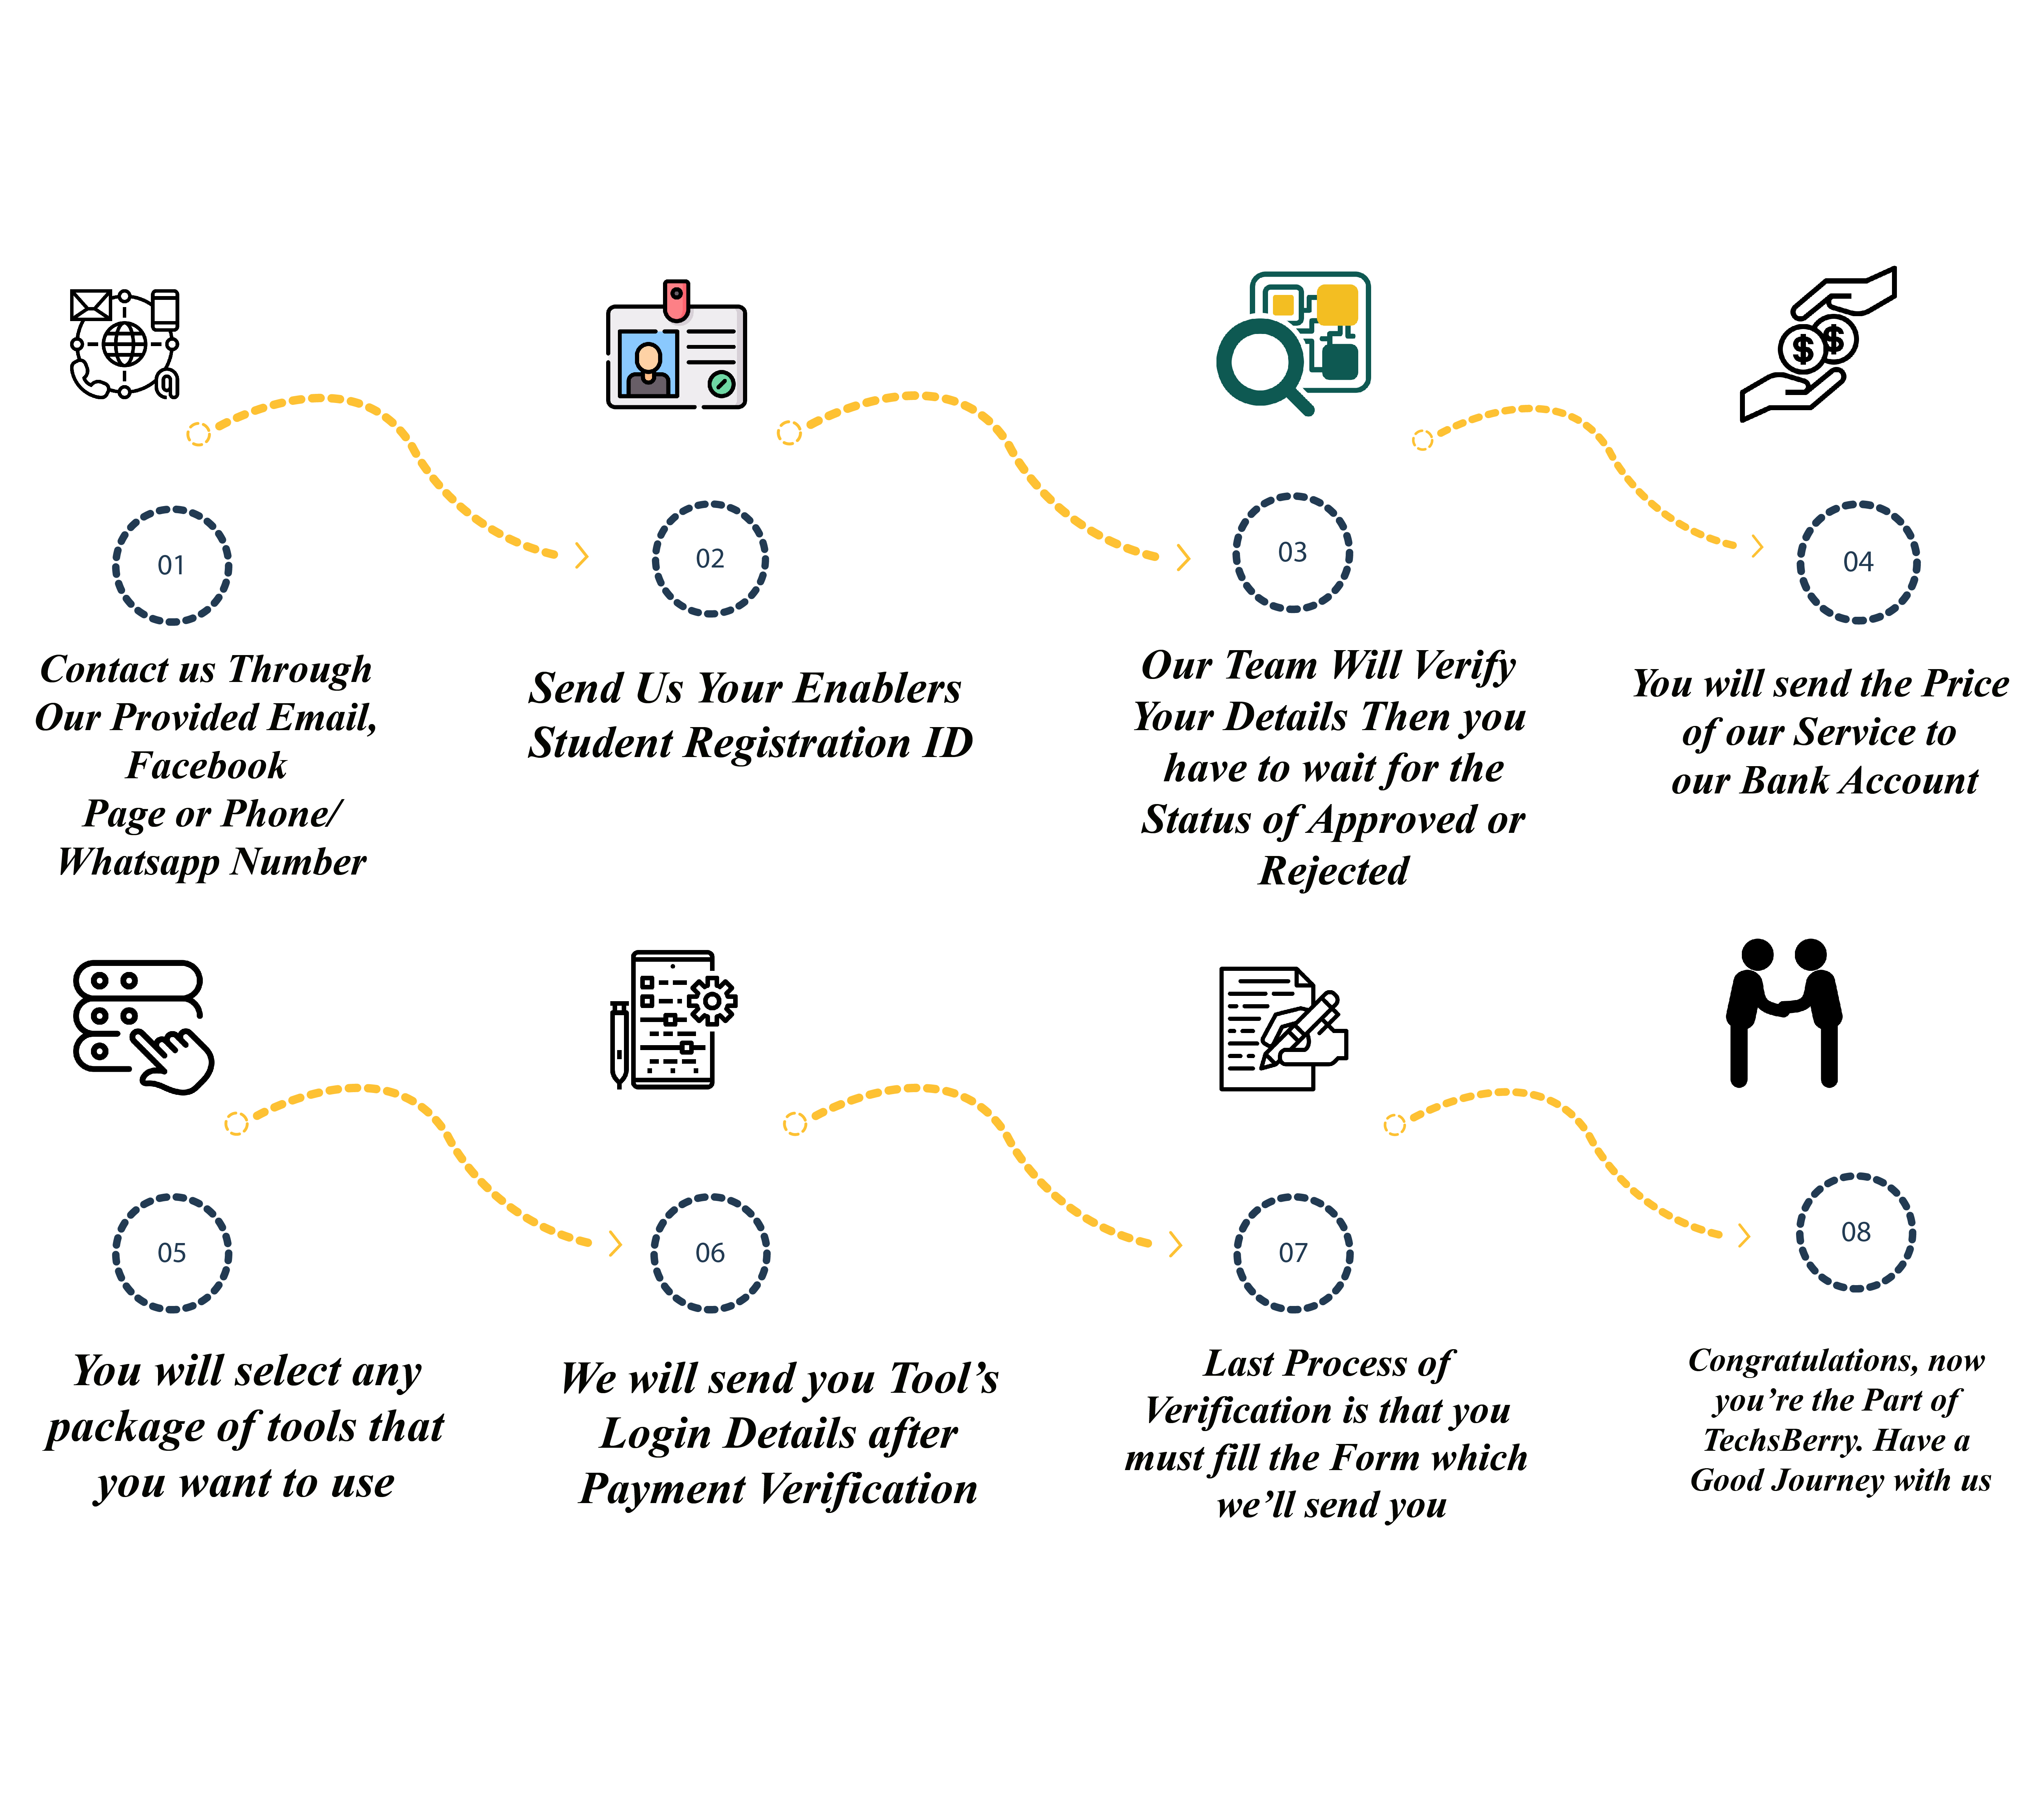 01
Contact us Through
Our Provided Email,
Facebook
Page or Phone/
Whatsapp Number
02
Send Us Your Enablers
Student Registration ID
03
Our Team Will Verify
Your Details Then you
have to wait for the
Status of Approved or
Rejected
04
You will send the Price
of our Service to
our Bank Account
05
You will select any
package of tools that
you want to use
06
We will send you Tool’s
Login Details after
Payment Verification
07
Last Process of
Verification is that you
must fill the Form which
we’ll send you
08
Congratulations, now
you’re the Part of
TechsBerry. Have a
Good Journey with us